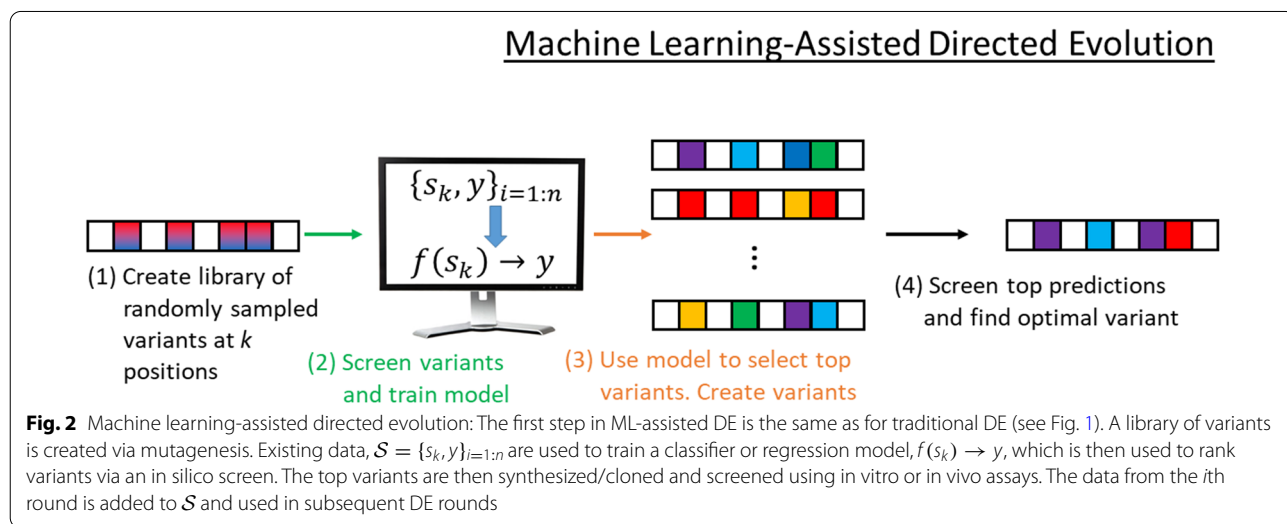 Machine Learning-Assisted Directed Evolution
{s_k, y}_{i=1:n}
f(s_k) → y
(1) Create library of
randomly sampled
variants at k
positions
(2) Screen variants
and train model
(3) Use model to select top
variants. Create variants
⋮
(4) Screen top predictions
and find optimal variant
Fig. 2 Machine learning-assisted directed evolution: The first step in ML-assisted DE is the same as for traditional DE (see Fig. 1). A library of variants
is created via mutagenesis. Existing data, 𝒮 = {s_k, y}_{i=1:n} are used to train a classifier or regression model, f(s_k) → y, which is then used to rank
variants via an in silico screen. The top variants are then synthesized/cloned and screened using in vitro or in vivo assays. The data from the ith
round is added to 𝒮 and used in subsequent DE rounds